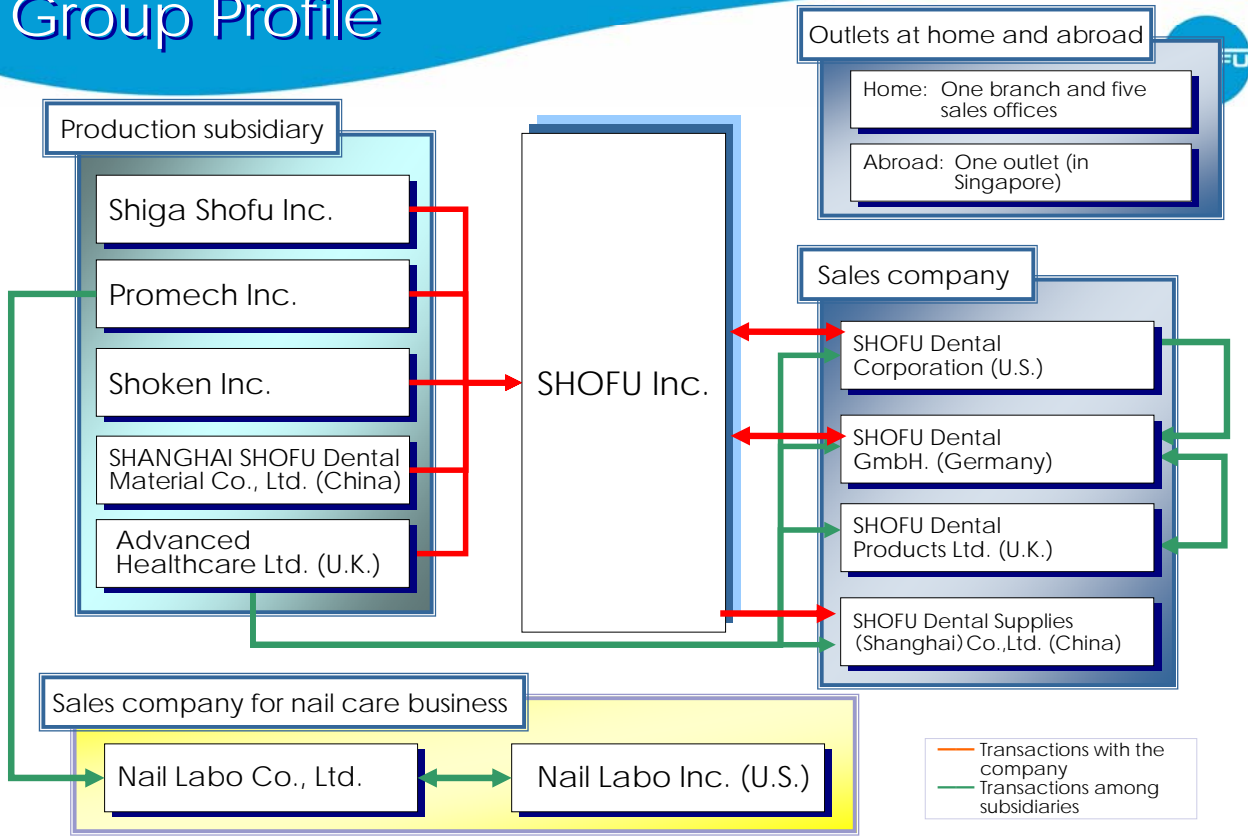 Group Profile
Outlets at home and abroad
Home: One branch and five
sales offices
Abroad: One outlet (in
Singapore)
Production subsidiary
Shiga Shofu Inc.
Promech Inc.
Shoken Inc.
SHANGHAI SHOFU Dental
Material Co., Ltd. (China)
Advanced
Healthcare Ltd. (U.K.)
SHOFU Inc.
Sales company
SHOFU Dental
Corporation (U.S.)
SHOFU Dental
GmbH. (Germany)
SHOFU Dental
Products Ltd. (U.K.)
SHOFU Dental Supplies
(Shanghai) Co.,Ltd. (China)
Sales company for nail care business
Nail Labo Co., Ltd.
Nail Labo Inc. (U.S.)
Transactions with the
company
Transactions among
subsidiaries